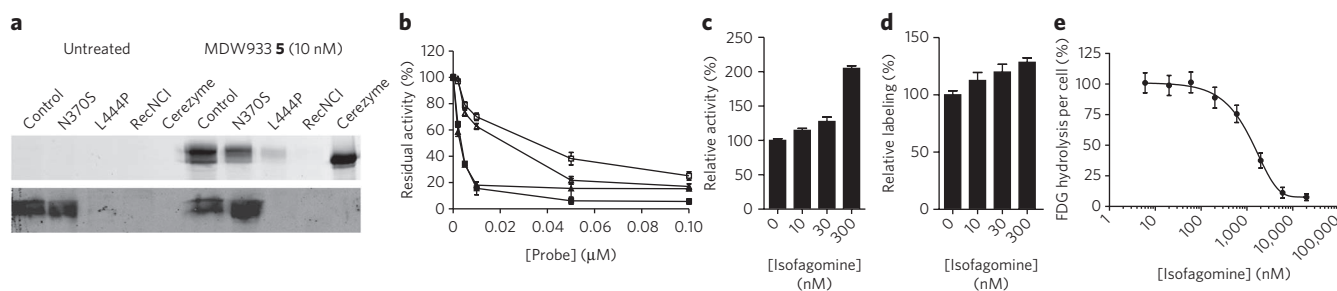 a
Untreated
MDW933 5 (10 nM)
Control
N370S
L444P
RecNCI
Cerezyme
Control
N370S
L444P
RecNCI
Cerezyme
b
Residual activity (%)
120
100
80
60
40
20
0
0
0.02
0.04
0.06
0.08
0.10
[Probe] (μM)
c
Relative activity (%)
250
200
150
100
50
0
0
10
30
300
[Isofagomine]
(nM)
d
Relative labeling (%)
150
100
50
0
0
10
30
300
[Isofagomine]
(nM)
e
FDG hydrolysis per cell (%)
125
100
75
50
25
0
1
10
100
1,000
10,000
100,000
[Isofagomine] (nM)